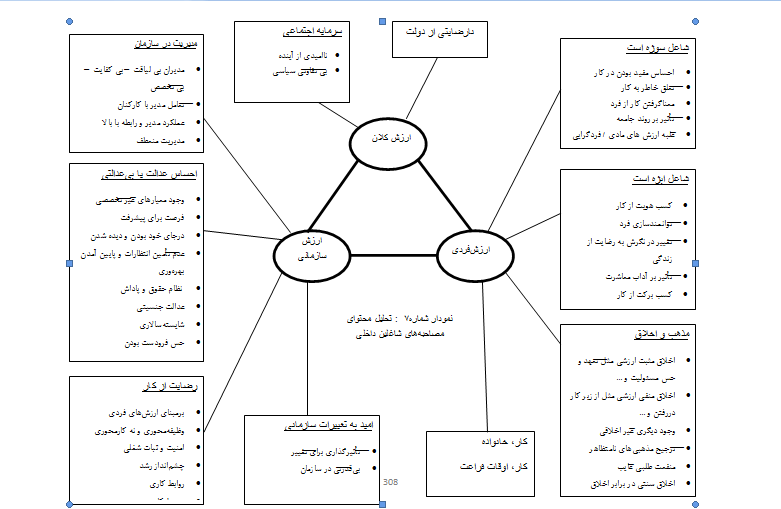 شاغل سوژه است
احساس مفید بودن در کار
تعلق خاطر به کار
معناگرفتن کار از فرد
تأثیر بر روند جامعه
غلبه ارزش های مادی / فردگرایی
شاغل ابژه است
کسب هویت از کار
توانمندسازی فرد
تغییر در نگرش به رضایت از
زندگی
تأثیر بر آداب معاشرت
کسب برکت از کار
مذهب و اخلاق
اخلاق مثبت ارزشی مثل تعهد و
حس مسئولیت و...
اخلاق منفی ارزشی مثل از زیر کار
دررفتن و...
وجود دیگری غیر اخلاقی
ترجیح مذهبی‌های نامتظاهر
منفعت طلبی غایب
اخلاق سنتی در برابر اخلاق
نارضایتی از دولت
سرمایه اجتماعی
ناامیدی از آینده
بی تفاوتی سیاسی
ارزش کلان
ارزش‌فردی
ارزش
سازمانی
نمودار شماره۷ : تحلیل محتوای
مصاحبه‌های شاغلین داخلی
کار، خانواده
کار، اوقات فراغت
امید به تغییرات سازمانی
تأثیرگذاری برای تغییر
بی‌قدرتی در سازمان
308
مدیریت در سازمان
مدیران بی لیاقت – بی کفایت –
بی تخصص
تعامل مدیر با کارکنان
عملکرد مدیر و رابطه با بالا
مدیریت منعطف
احساس عدالت یا بی‌عدالتی
وجود معیارهای غیرتخصصی
فرصت برای پیشرفت
درجای خود بودن و دیده شدن
عدم تأمین انتظارات و پایین آمدن
بهره‌وری
نظام حقوق و پاداش
عدالت جنسیتی
شایسته سالاری
حس فرودست بودن
رضایت از کار
برمبنای ارزش‌های فردی
وظیفه‌محوری و نه کارمحوری
امنیت و ثبات شغلی
چشم‌انداز رشد
روابط کاری